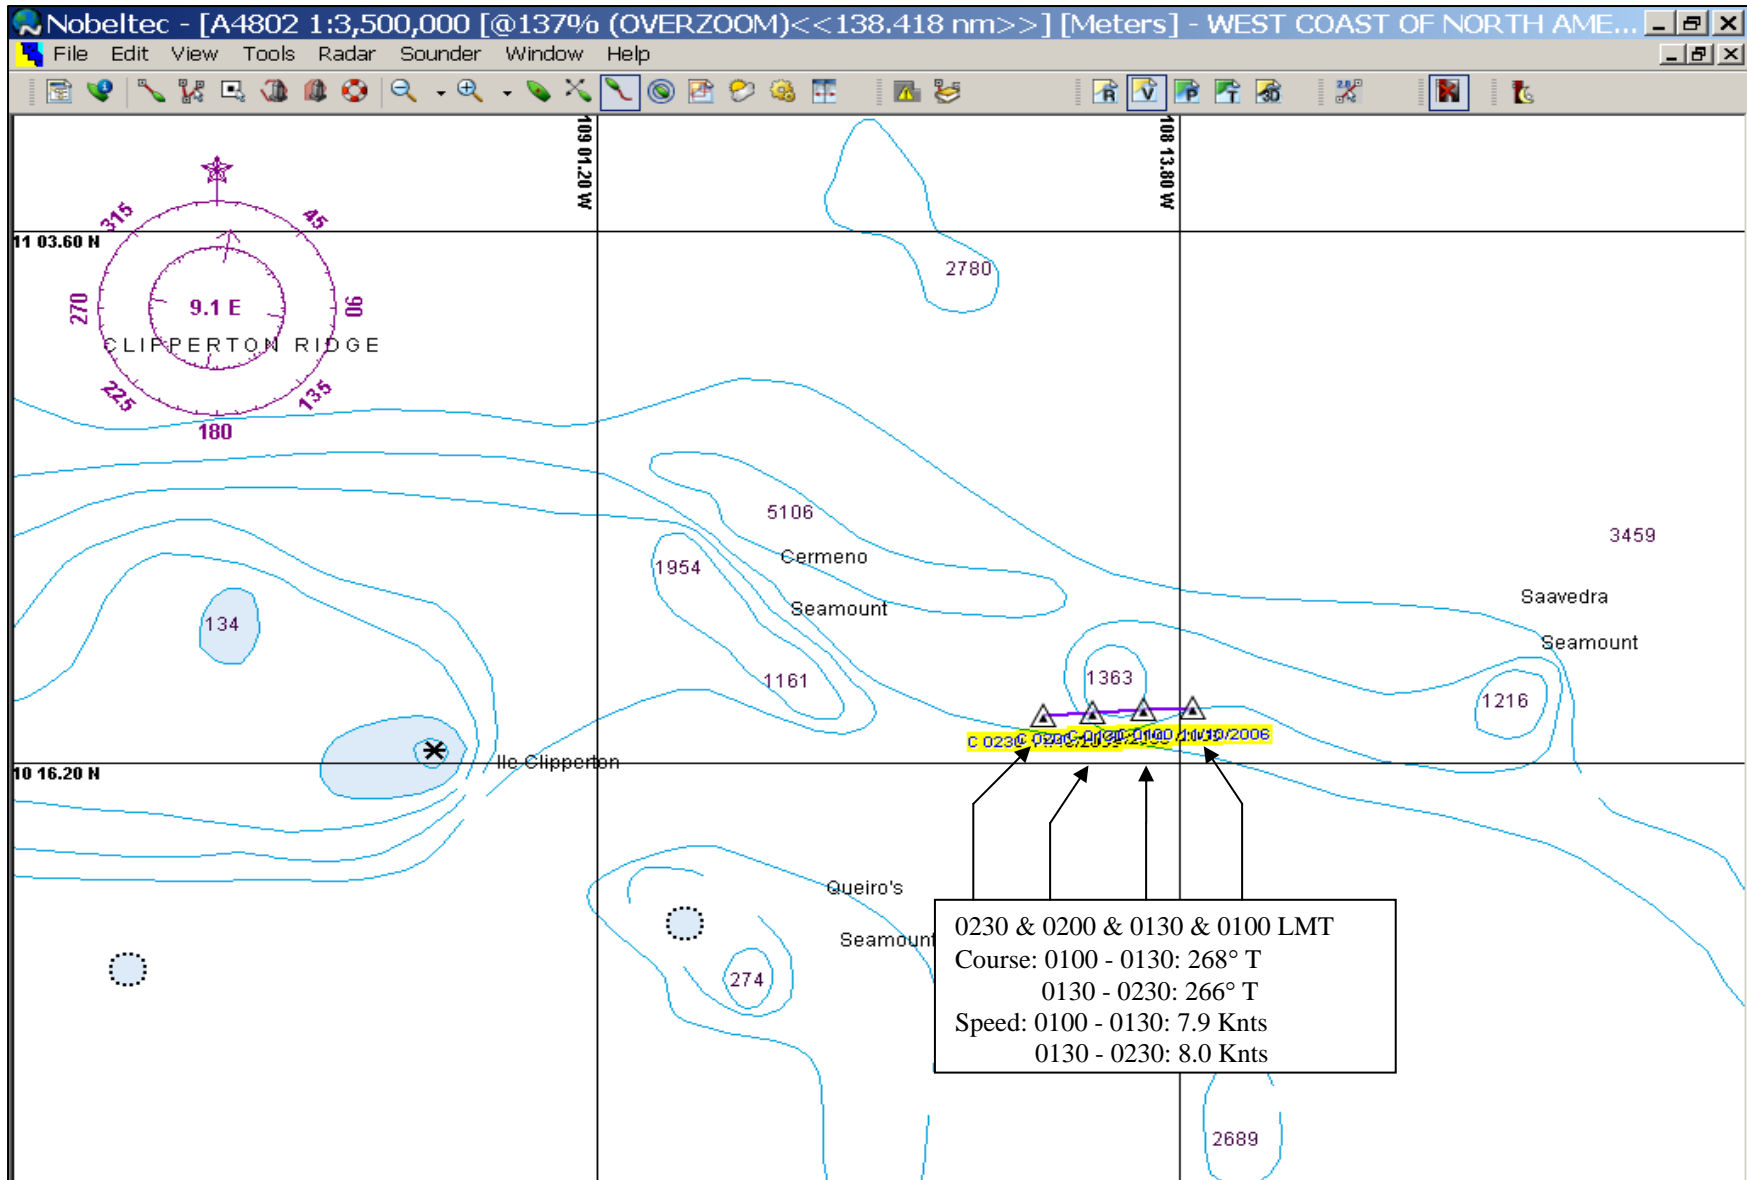 Nobeltec - [A4802 1:3,500,000 [@137% (OVERZOOM)<<138.418 nm>>] [Meters] - WEST COAST OF NORTH AME...
File Edit View Tools Radar Sounder Window Help
R V P T 3D
109 01.20 W
108 13.80 W
11 03.60 N
315
45
270
9.1 E
90
225
135
180
CLIPPERTON RIDGE
2780
5106
Cermeno
Seamount
1954
1161
134
3459
Saavedra
Seamount
1363
1216
C 0230
0100
/2006
Ile Clipperton
10 16.20 N
Queiro's
Seamount
274
0230 & 0200 & 0130 & 0100 LMT
Course: 0100 - 0130: 268° T
0130 - 0230: 266° T
Speed: 0100 - 0130: 7.9 Knts
0130 - 0230: 8.0 Knts
2689